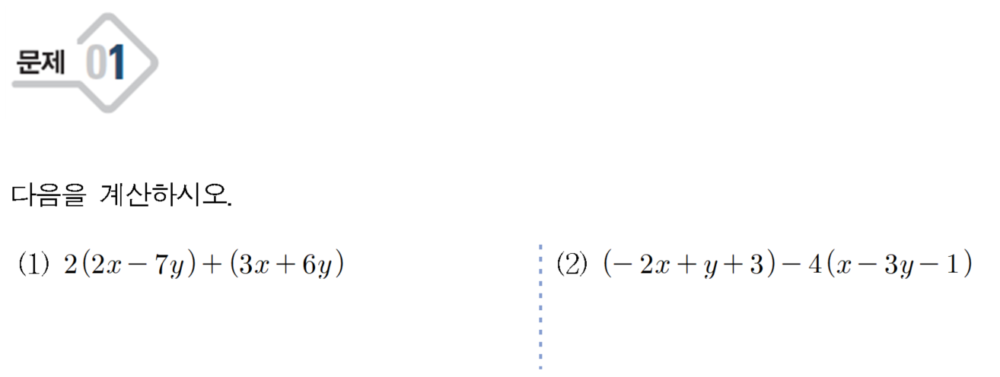 문제 01
다음을 계산하시오.
(1) 2(2x − 7y) + (3x + 6y)
(2) (− 2x + y + 3) − 4(x − 3y − 1)